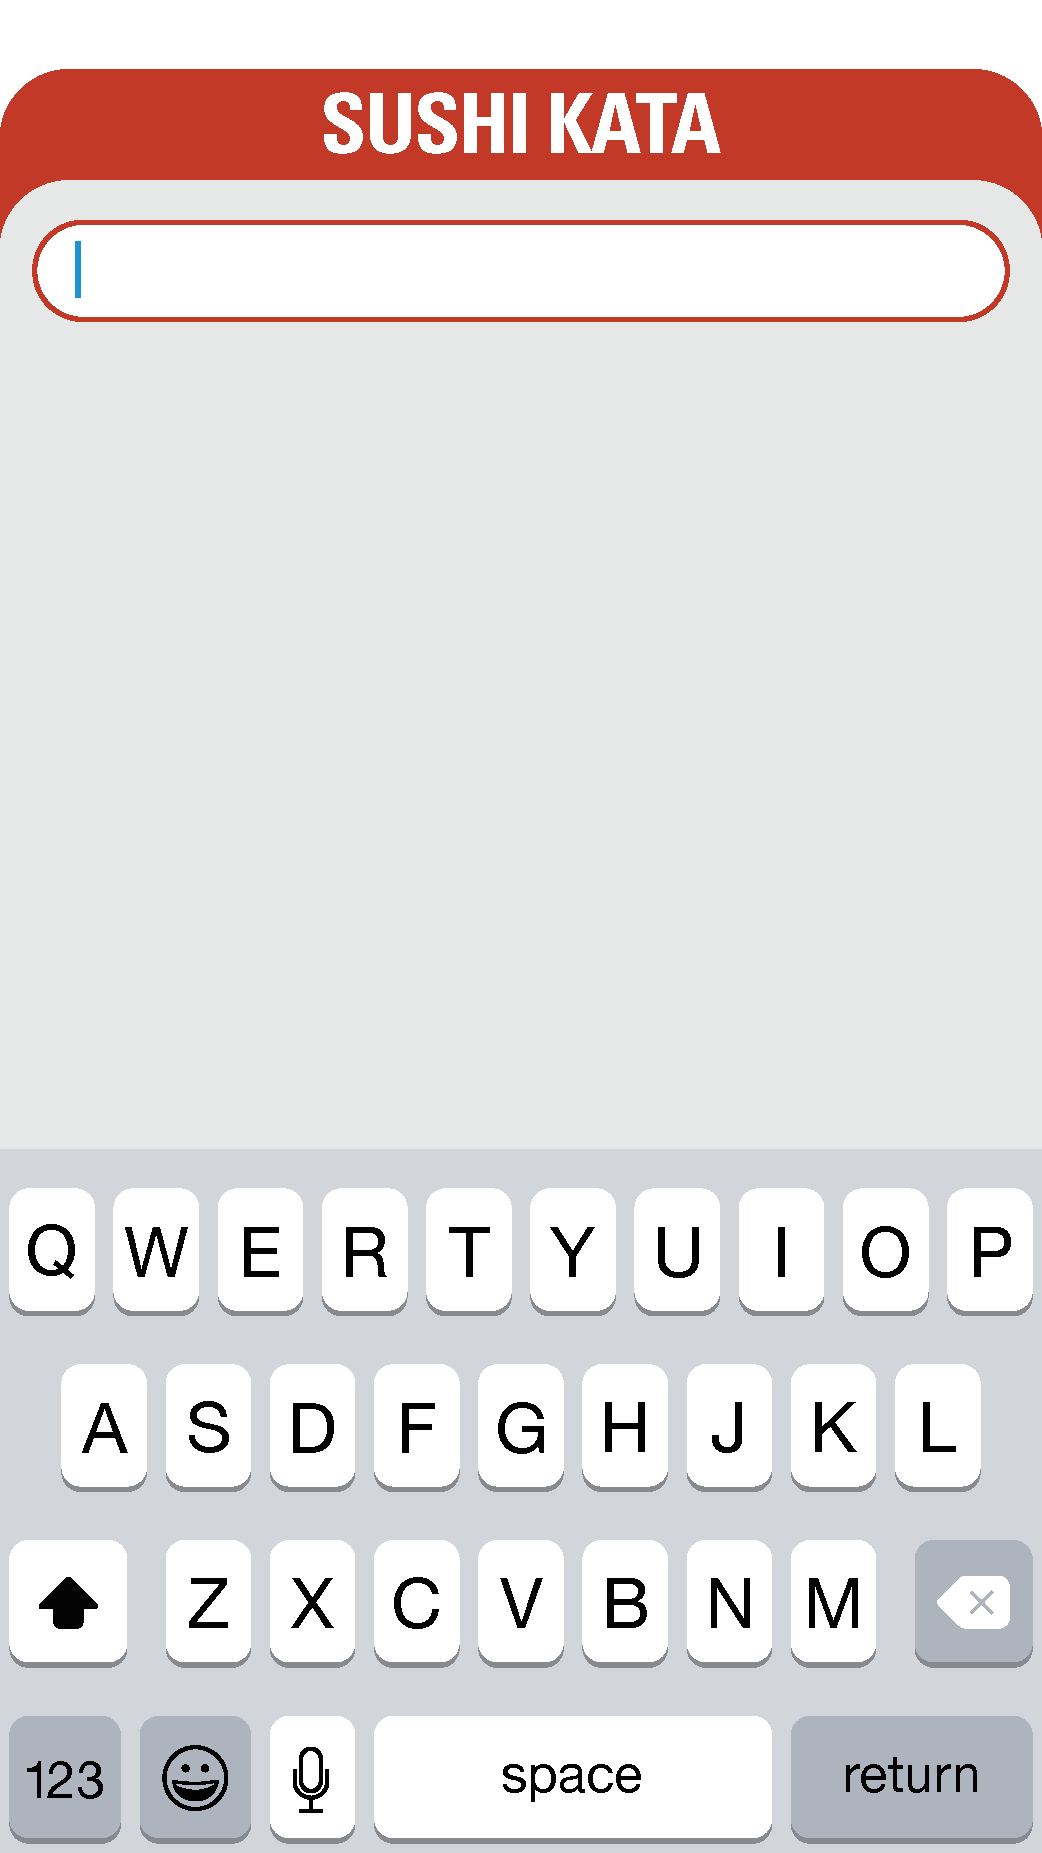 SUSHI KATA
Q W E R T Y U I O P
A S D F G H J K L
Z X C V B N M
123 space return